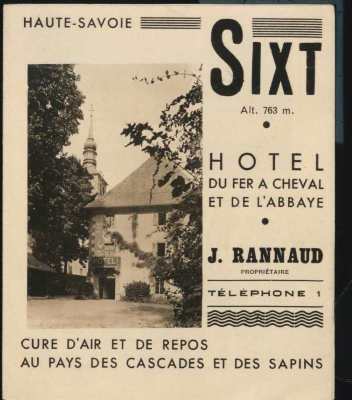 HAUTE-SAVOIE
SIXT
Alt. 763 m.
HOTEL
DU FER A CHEVAL
ET DE L'ABBAYE
J. RANNAUD
PROPRIÉTAIRE
TÉLÉPHONE 1
CURE D'AIR ET DE REPOS
AU PAYS DES CASCADES ET DES SAPINS